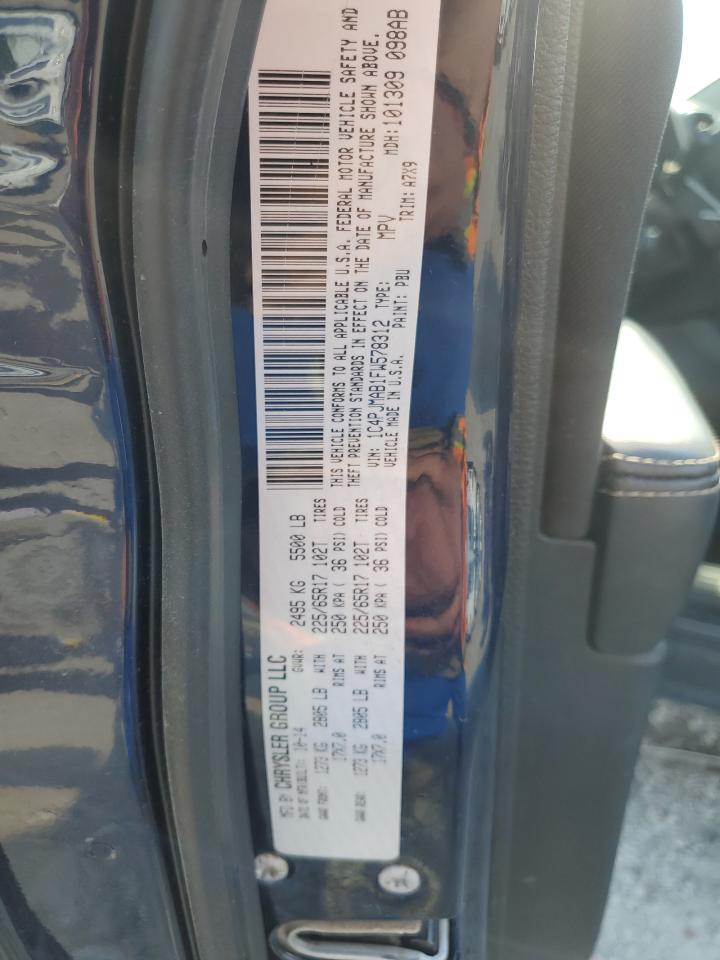 MFD BY CHRYSLER GROUP LLC
DATE OF MFR/BUILT: 10-14 GVWR: 2495 KG 5500 LB
GAWR FRONT: 1273 KG 2805 LB WITH 225/65R17 102T TIRES
17X7.0 RIMS AT 250 KPA ( 36 PSI) COLD
GAWR REAR: 1273 KG 2805 LB WITH 225/65R17 102T TIRES
17X7.0 RIMS AT 250 KPA ( 36 PSI) COLD
THIS VEHICLE CONFORMS TO ALL APPLICABLE U.S.A. FEDERAL MOTOR VEHICLE SAFETY AND
THEFT PREVENTION STANDARDS IN EFFECT ON THE DATE OF MANUFACTURE SHOWN ABOVE.
VIN: 1C4PJMAB1FW578312 TYPE: MPV MDH:101309 098AB
VEHICLE MADE IN U.S.A. PAINT: PBU TRIM: A7X9